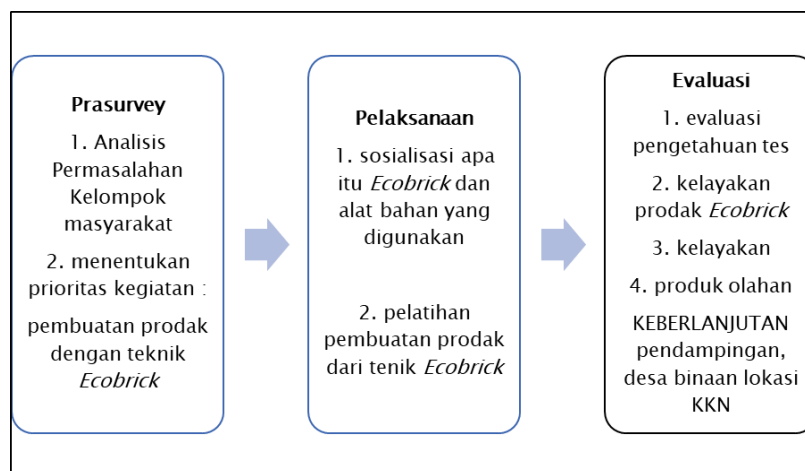 Prasurvey
1. Analisis
Permasalahan
Kelompok
masyarakat
2. menentukan
prioritas kegiatan :
pembuatan prodak
dengan teknik
Ecobrick
Pelaksanaan
1. sosialisasi apa
itu Ecobrick dan
alat bahan yang
digunakan
2. pelatihan
pembuatan prodak
dari tenik Ecobrick
Evaluasi
1. evaluasi
pengetahuan tes
2. kelayakan
prodak Ecobrick
3. kelayakan
4. produk olahan
KEBERLANJUTAN
pendampingan,
desa binaan lokasi
KKN